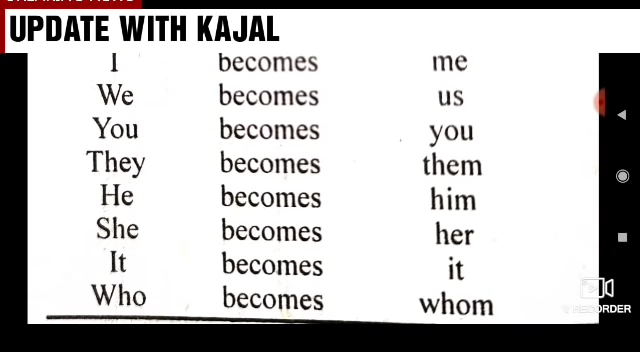 UPDATE WITH KAJAL
I becomes me
We becomes us
You becomes you
They becomes them
He becomes him
She becomes her
It becomes it
Who becomes whom
RECORDER